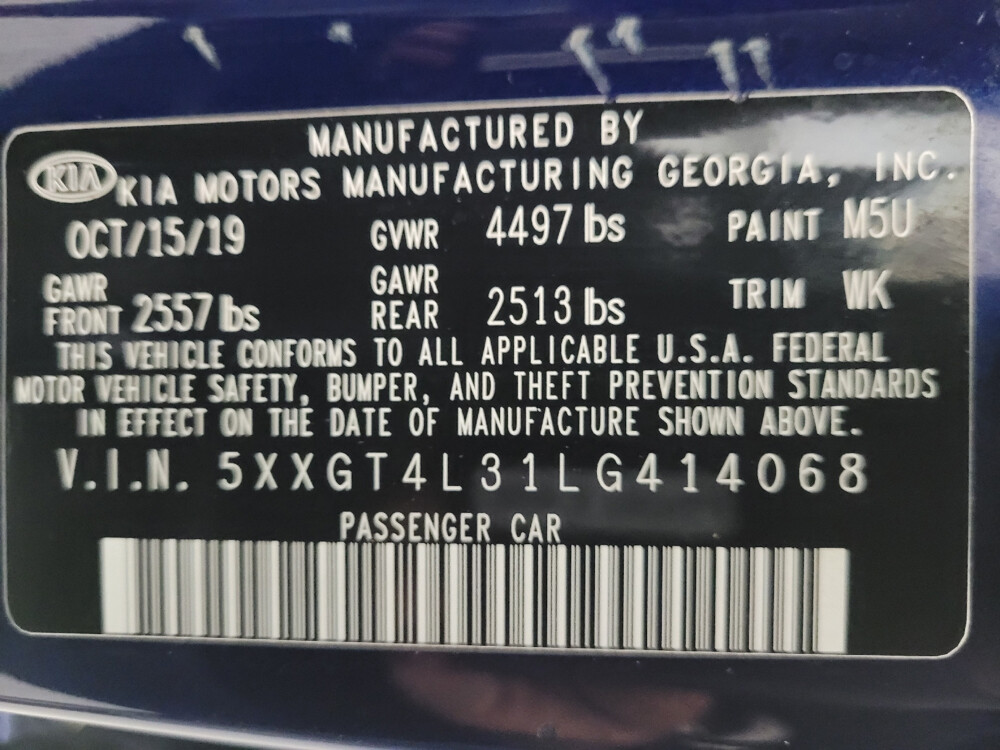 MANUFACTURED BY
KIA KIA MOTORS MANUFACTURING GEORGIA, INC.
OCT/15/19 GVWR 4497 lbs PAINT M5U
GAWR FRONT 2557 lbs GAWR REAR 2513 lbs TRIM WK
THIS VEHICLE CONFORMS TO ALL APPLICABLE U.S.A. FEDERAL
MOTOR VEHICLE SAFETY, BUMPER, AND THEFT PREVENTION STANDARDS
IN EFFECT ON THE DATE OF MANUFACTURE SHOWN ABOVE.
V.I.N. 5XXGT4L31LG414068
PASSENGER CAR